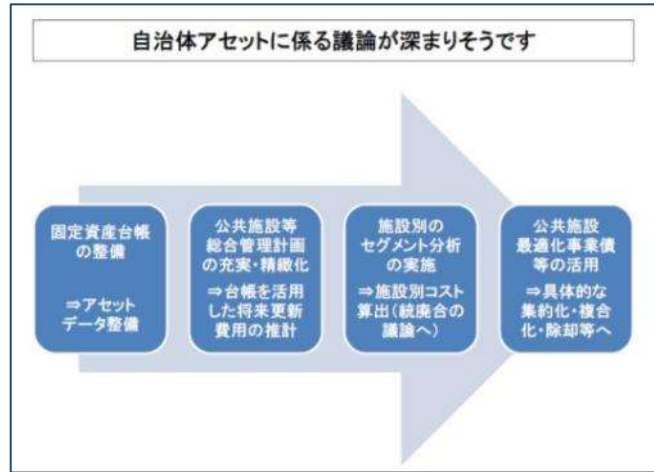 自治体アセットに係る議論が深まりそうです
固定資産台帳
の整備
⇒アセット
データ整備
公共施設等
総合管理計画
の充実・精緻化
⇒台帳を活用
した将来更新
費用の推計
施設別の
セグメント分析
の実施
⇒施設別コスト
算出(統廃合の
議論へ)
公共施設
最適化事業債
等の活用
⇒具体的な
集約化・複合
化・除却等へ